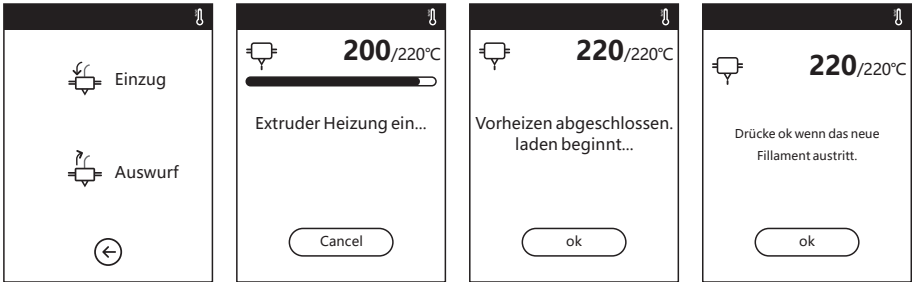 Einzug
Auswurf
200/220℃
Extruder Heizung ein...
Cancel
220/220℃
Vorheizen abgeschlossen.
laden beginnt...
ok
220/220℃
Drücke ok wenn das neue
Fillament austritt.
ok